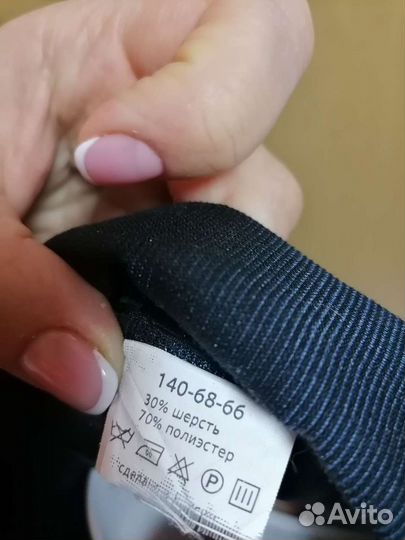 140-68-66
30% шерсть
70% полиэстер
P
Avito